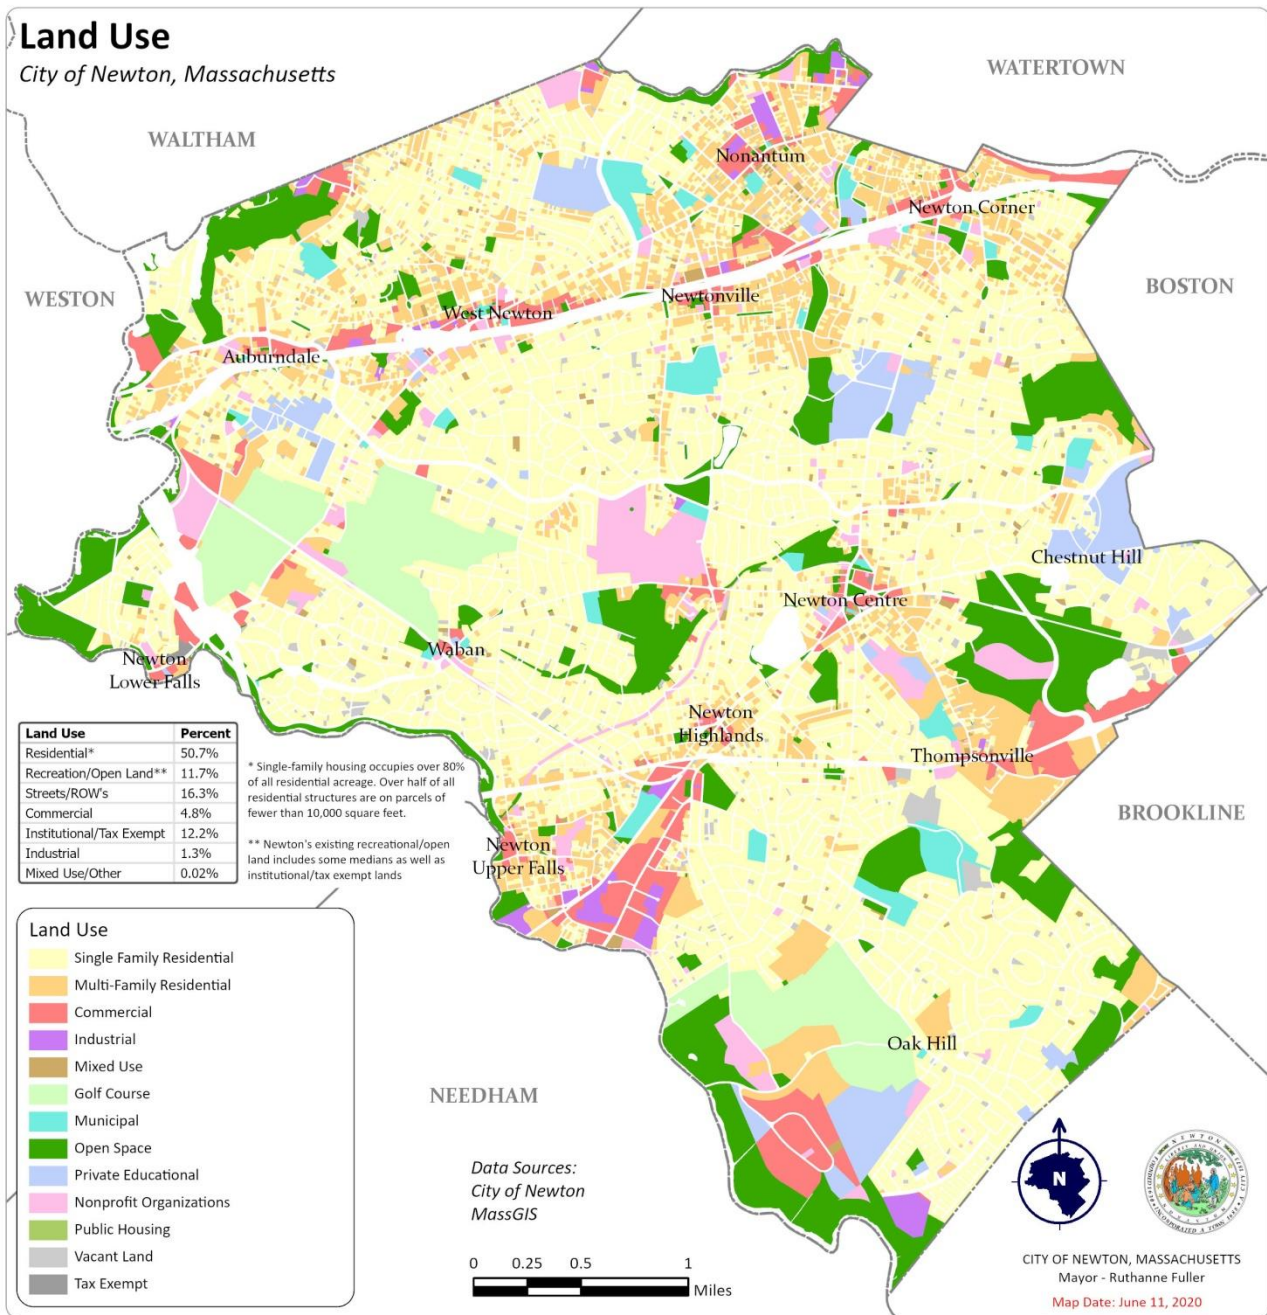 Land Use
City of Newton, Massachusetts
WATERTOWN
WALTHAM
Nonantum
Newton Corner
WESTON
BOSTON
Newtonville
West Newton
Auburndale
Chestnut Hill
Newton Centre
Waban
Newton
Lower Falls
Newton
Highlands
Thompsonville
BROOKLINE
Newton
Upper Falls
Oak Hill
NEEDHAM
Land Use Percent
Residential* 50.7%
Recreation/Open Land** 11.7%
Streets/ROW's 16.3%
Commercial 4.8%
Institutional/Tax Exempt 12.2%
Industrial 1.3%
Mixed Use/Other 0.02%
* Single-family housing occupies over 80%
of all residential acreage. Over half of all
residential structures are on parcels of
fewer than 10,000 square feet.
** Newton's existing recreational/open
land includes some medians as well as
institutional/tax exempt lands
Land Use
Single Family Residential
Multi-Family Residential
Commercial
Industrial
Mixed Use
Golf Course
Municipal
Open Space
Private Educational
Nonprofit Organizations
Public Housing
Vacant Land
Tax Exempt
Data Sources:
City of Newton
MassGIS
0 0.25 0.5 1
Miles
N
CITY OF NEWTON, MASSACHUSETTS
Mayor - Ruthanne Fuller
Map Date: June 11, 2020